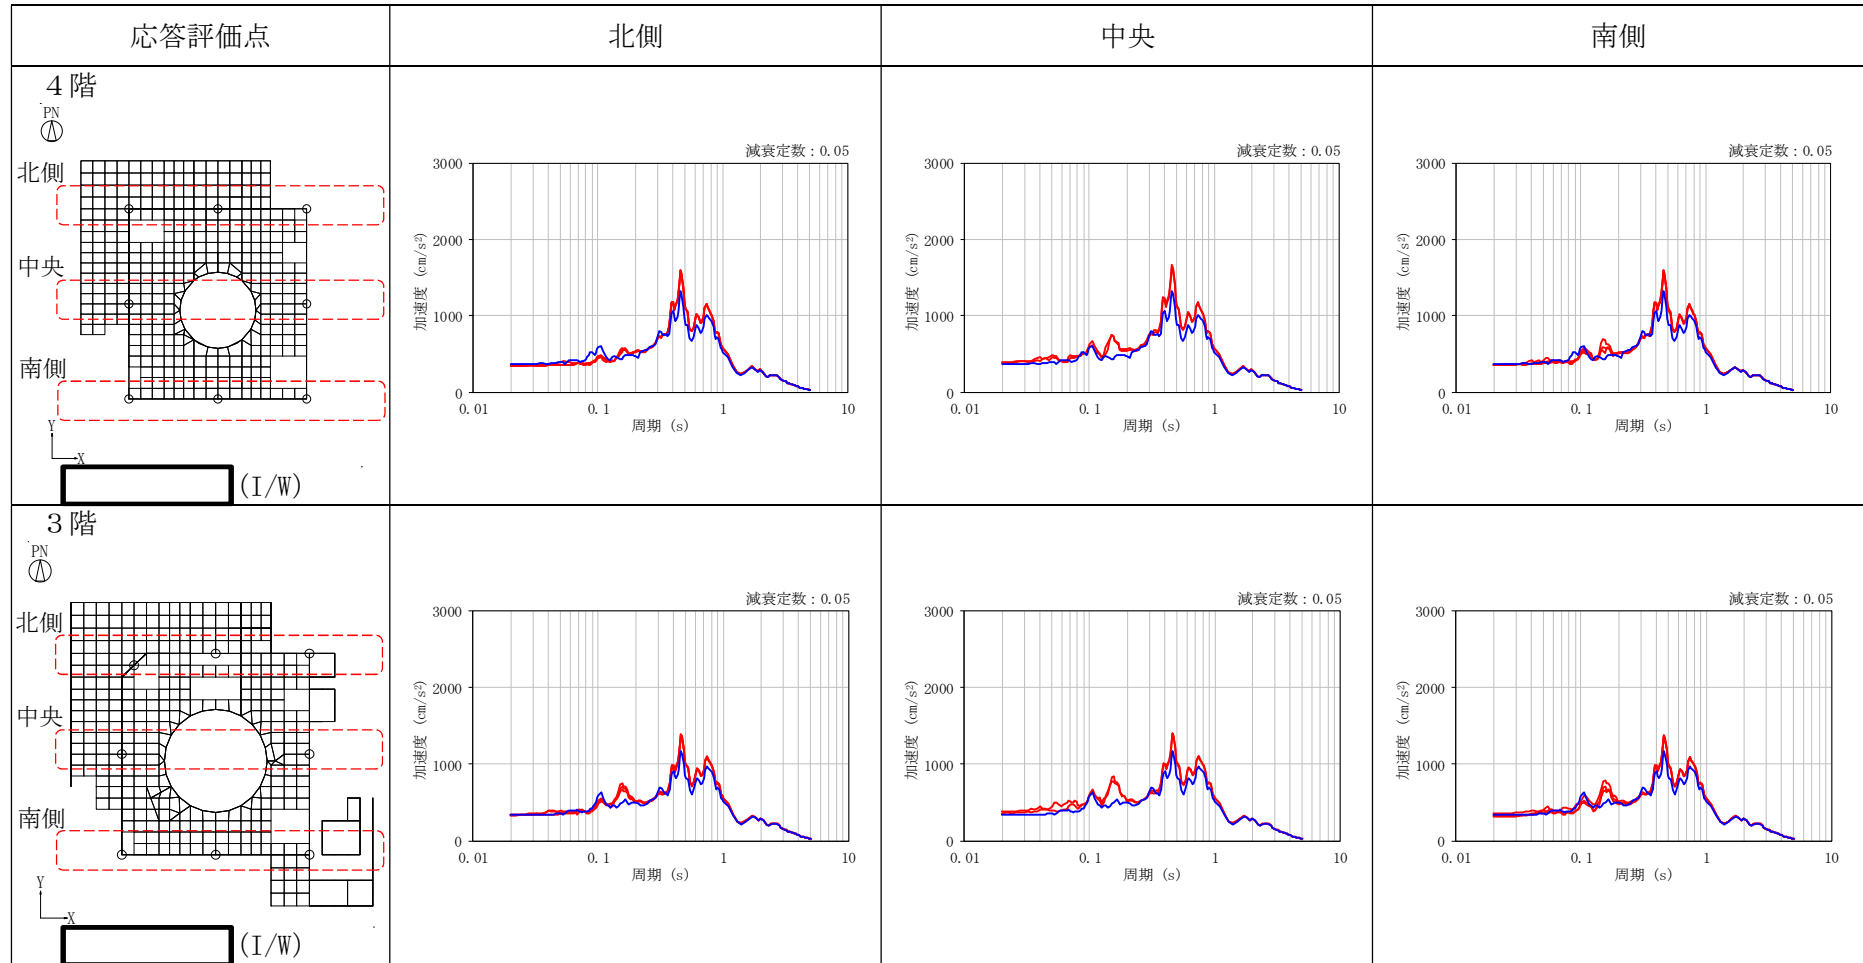 応答評価点 北側 中央 南側
４階
PN
北側
中央
南側
Y
X
(I/W)
減衰定数：0.05
3000
2000
1000
0
加速度 (cm/s²)
0.01 0.1 1 10
周期 (s)
減衰定数：0.05
3000
2000
1000
0
加速度 (cm/s²)
0.01 0.1 1 10
周期 (s)
減衰定数：0.05
3000
2000
1000
0
加速度 (cm/s²)
0.01 0.1 1 10
周期 (s)
３階
PN
北側
中央
南側
Y
X
(I/W)
減衰定数：0.05
3000
2000
1000
0
加速度 (cm/s²)
0.01 0.1 1 10
周期 (s)
減衰定数：0.05
3000
2000
1000
0
加速度 (cm/s²)
0.01 0.1 1 10
周期 (s)
減衰定数：0.05
3000
2000
1000
0
加速度 (cm/s²)
0.01 0.1 1 10
周期 (s)